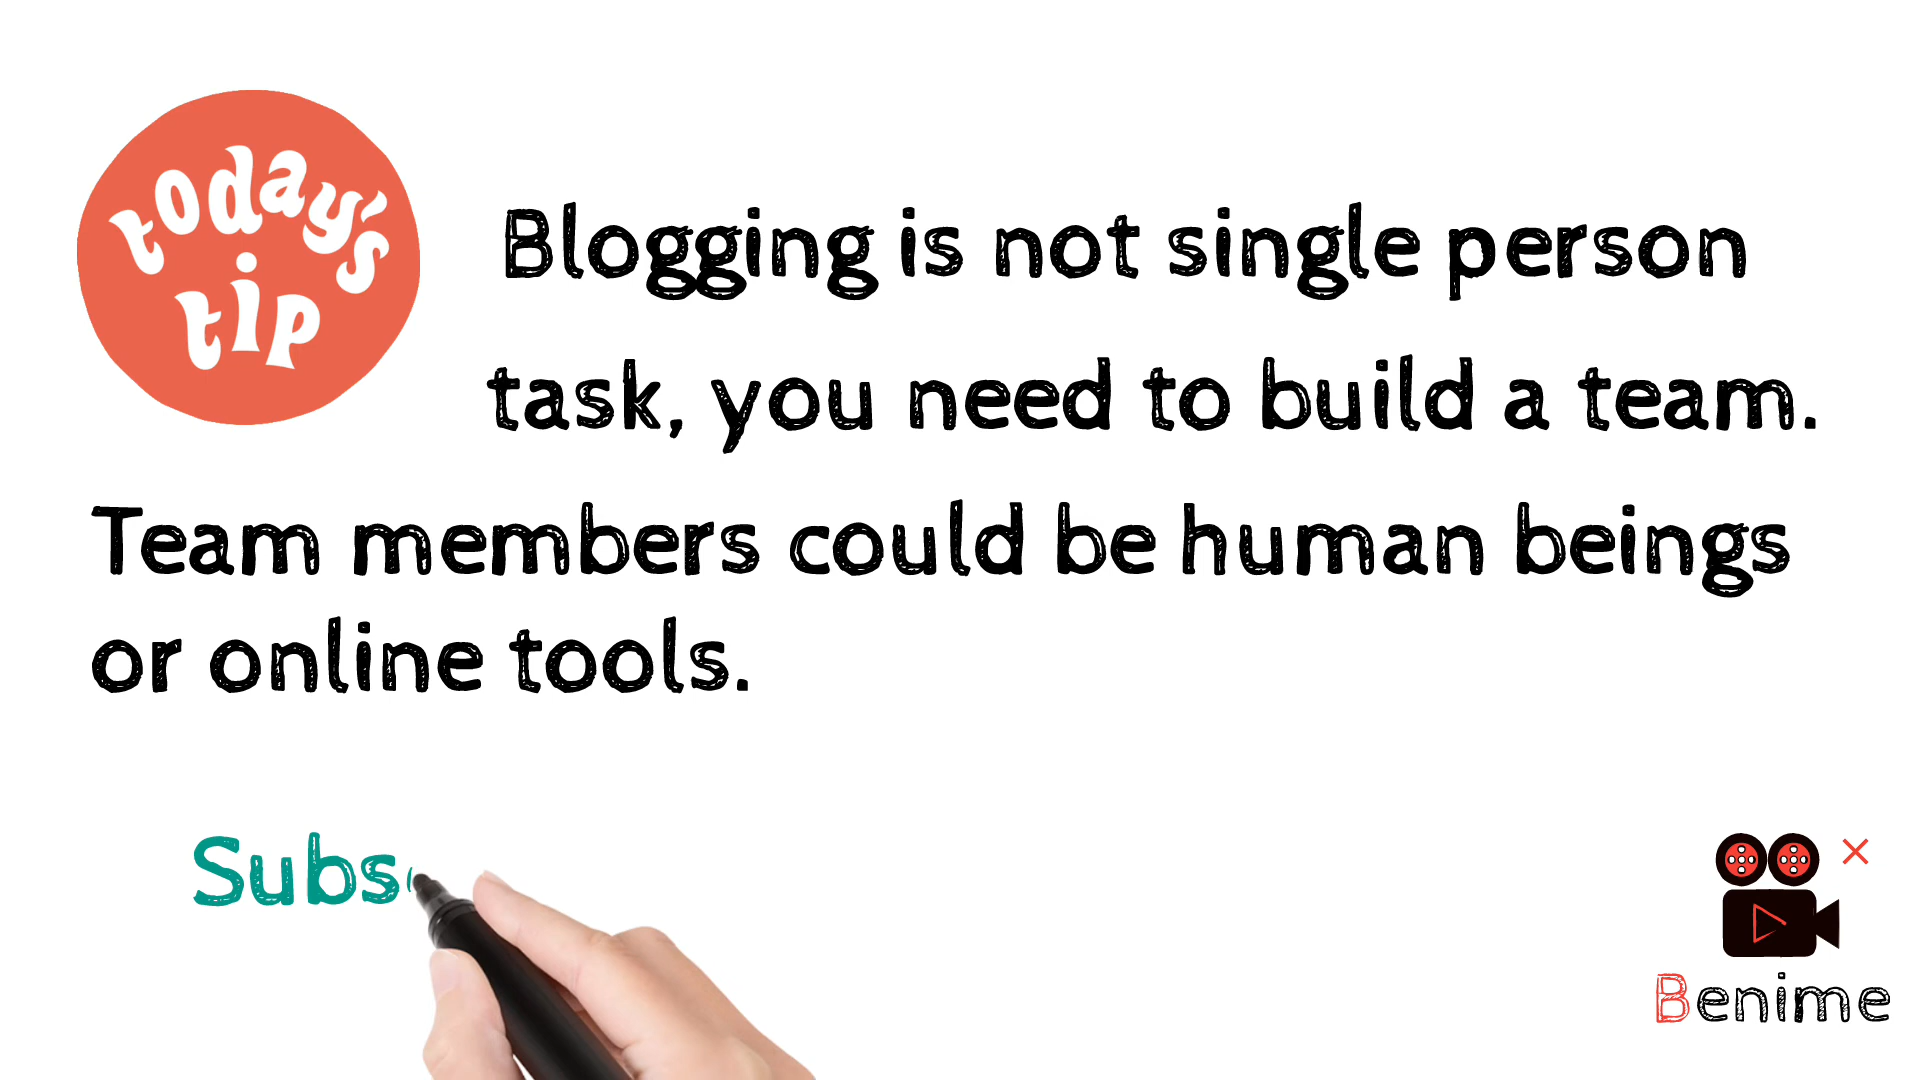 today's
tip
Blogging is not single person
task, you need to build a team.
Team members could be human beings
or online tools.
Subs
Benime